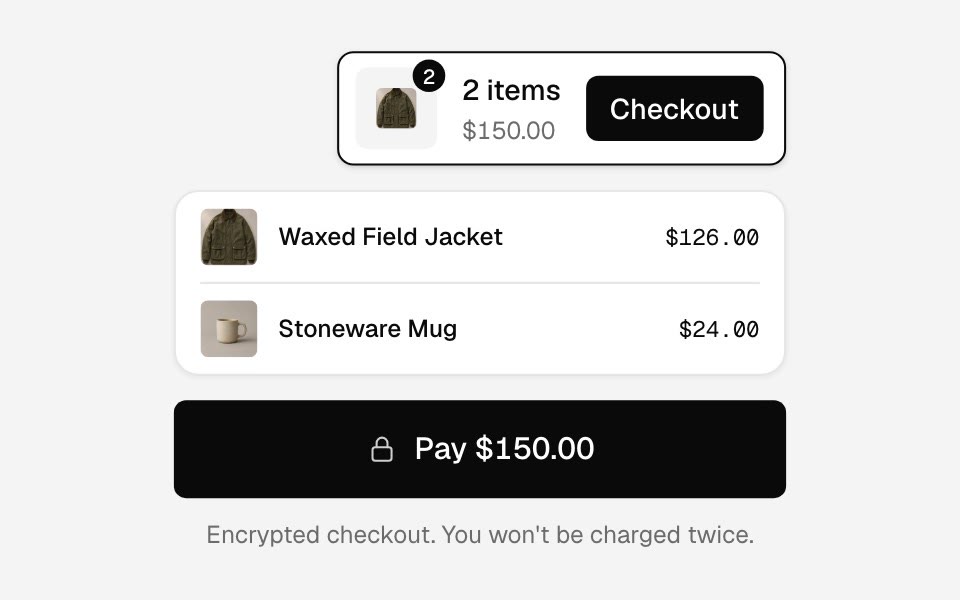 2
2 items
$150.00
Checkout
Waxed Field Jacket $126.00
Stoneware Mug $24.00
Pay $150.00
Encrypted checkout. You won't be charged twice.